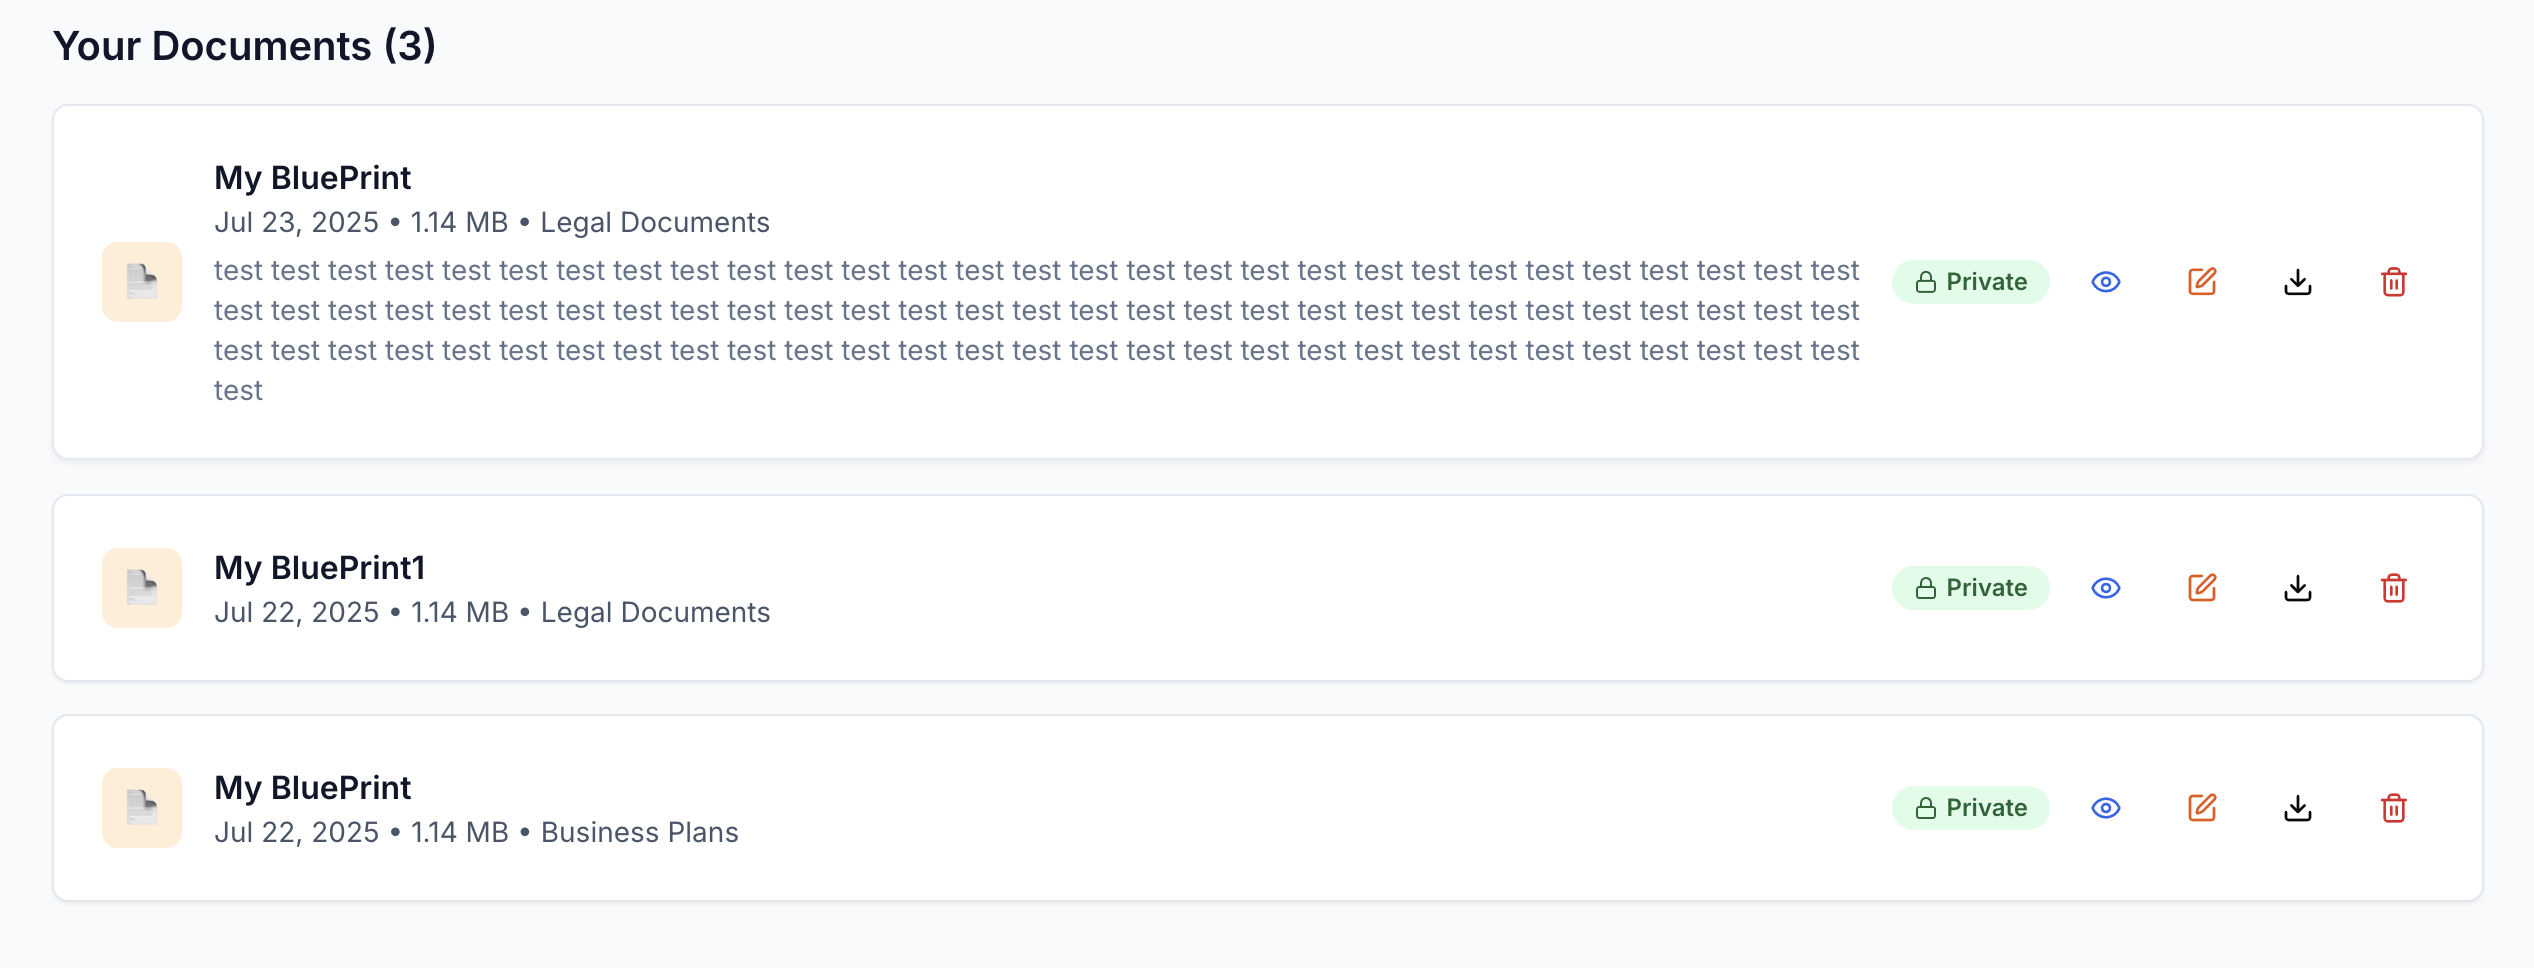 Your Documents (3)
My BluePrint
Jul 23, 2025 • 1.14 MB • Legal Documents
test test test test test test test test test test test test test test test test test test test test test test test test test test test test test
Private
test test test test test test test test test test test test test test test test test test test test test test test test test test test test test
test test test test test test test test test test test test test test test test test test test test test test test test test test test test test
test
My BluePrint1
Jul 22, 2025 • 1.14 MB • Legal Documents
Private
My BluePrint
Jul 22, 2025 • 1.14 MB • Business Plans
Private